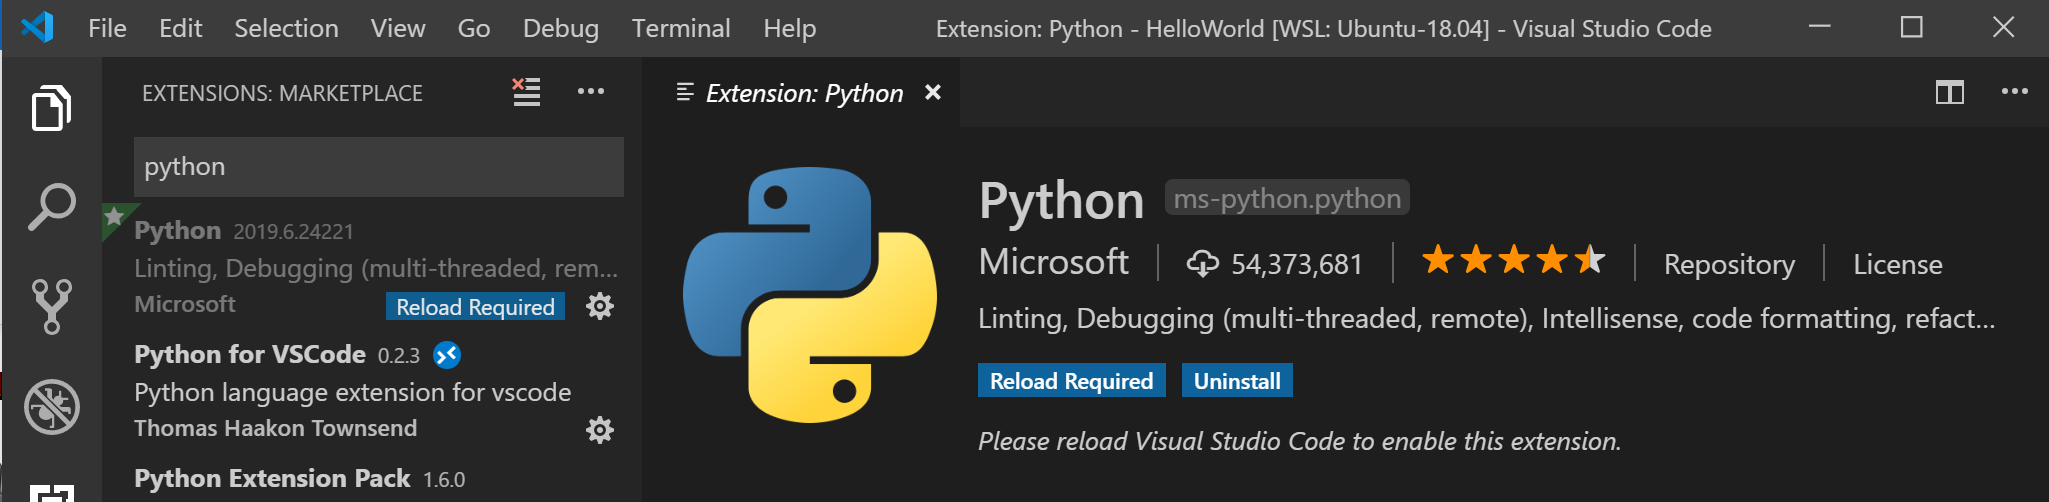 File Edit Selection View Go Debug Terminal Help Extension: Python - HelloWorld [WSL: Ubuntu-18.04] - Visual Studio Code
EXTENSIONS: MARKETPLACE
python
Python 2019.6.24221
Linting, Debugging (multi-threaded, rem...
Microsoft Reload Required
Python for VSCode 0.2.3
Python language extension for vscode
Thomas Haakon Townsend
Python Extension Pack 1.6.0
Extension: Python
Python ms-python.python
Microsoft 54,373,681 Repository License
Linting, Debugging (multi-threaded, remote), Intellisense, code formatting, refact...
Reload Required Uninstall
Please reload Visual Studio Code to enable this extension.